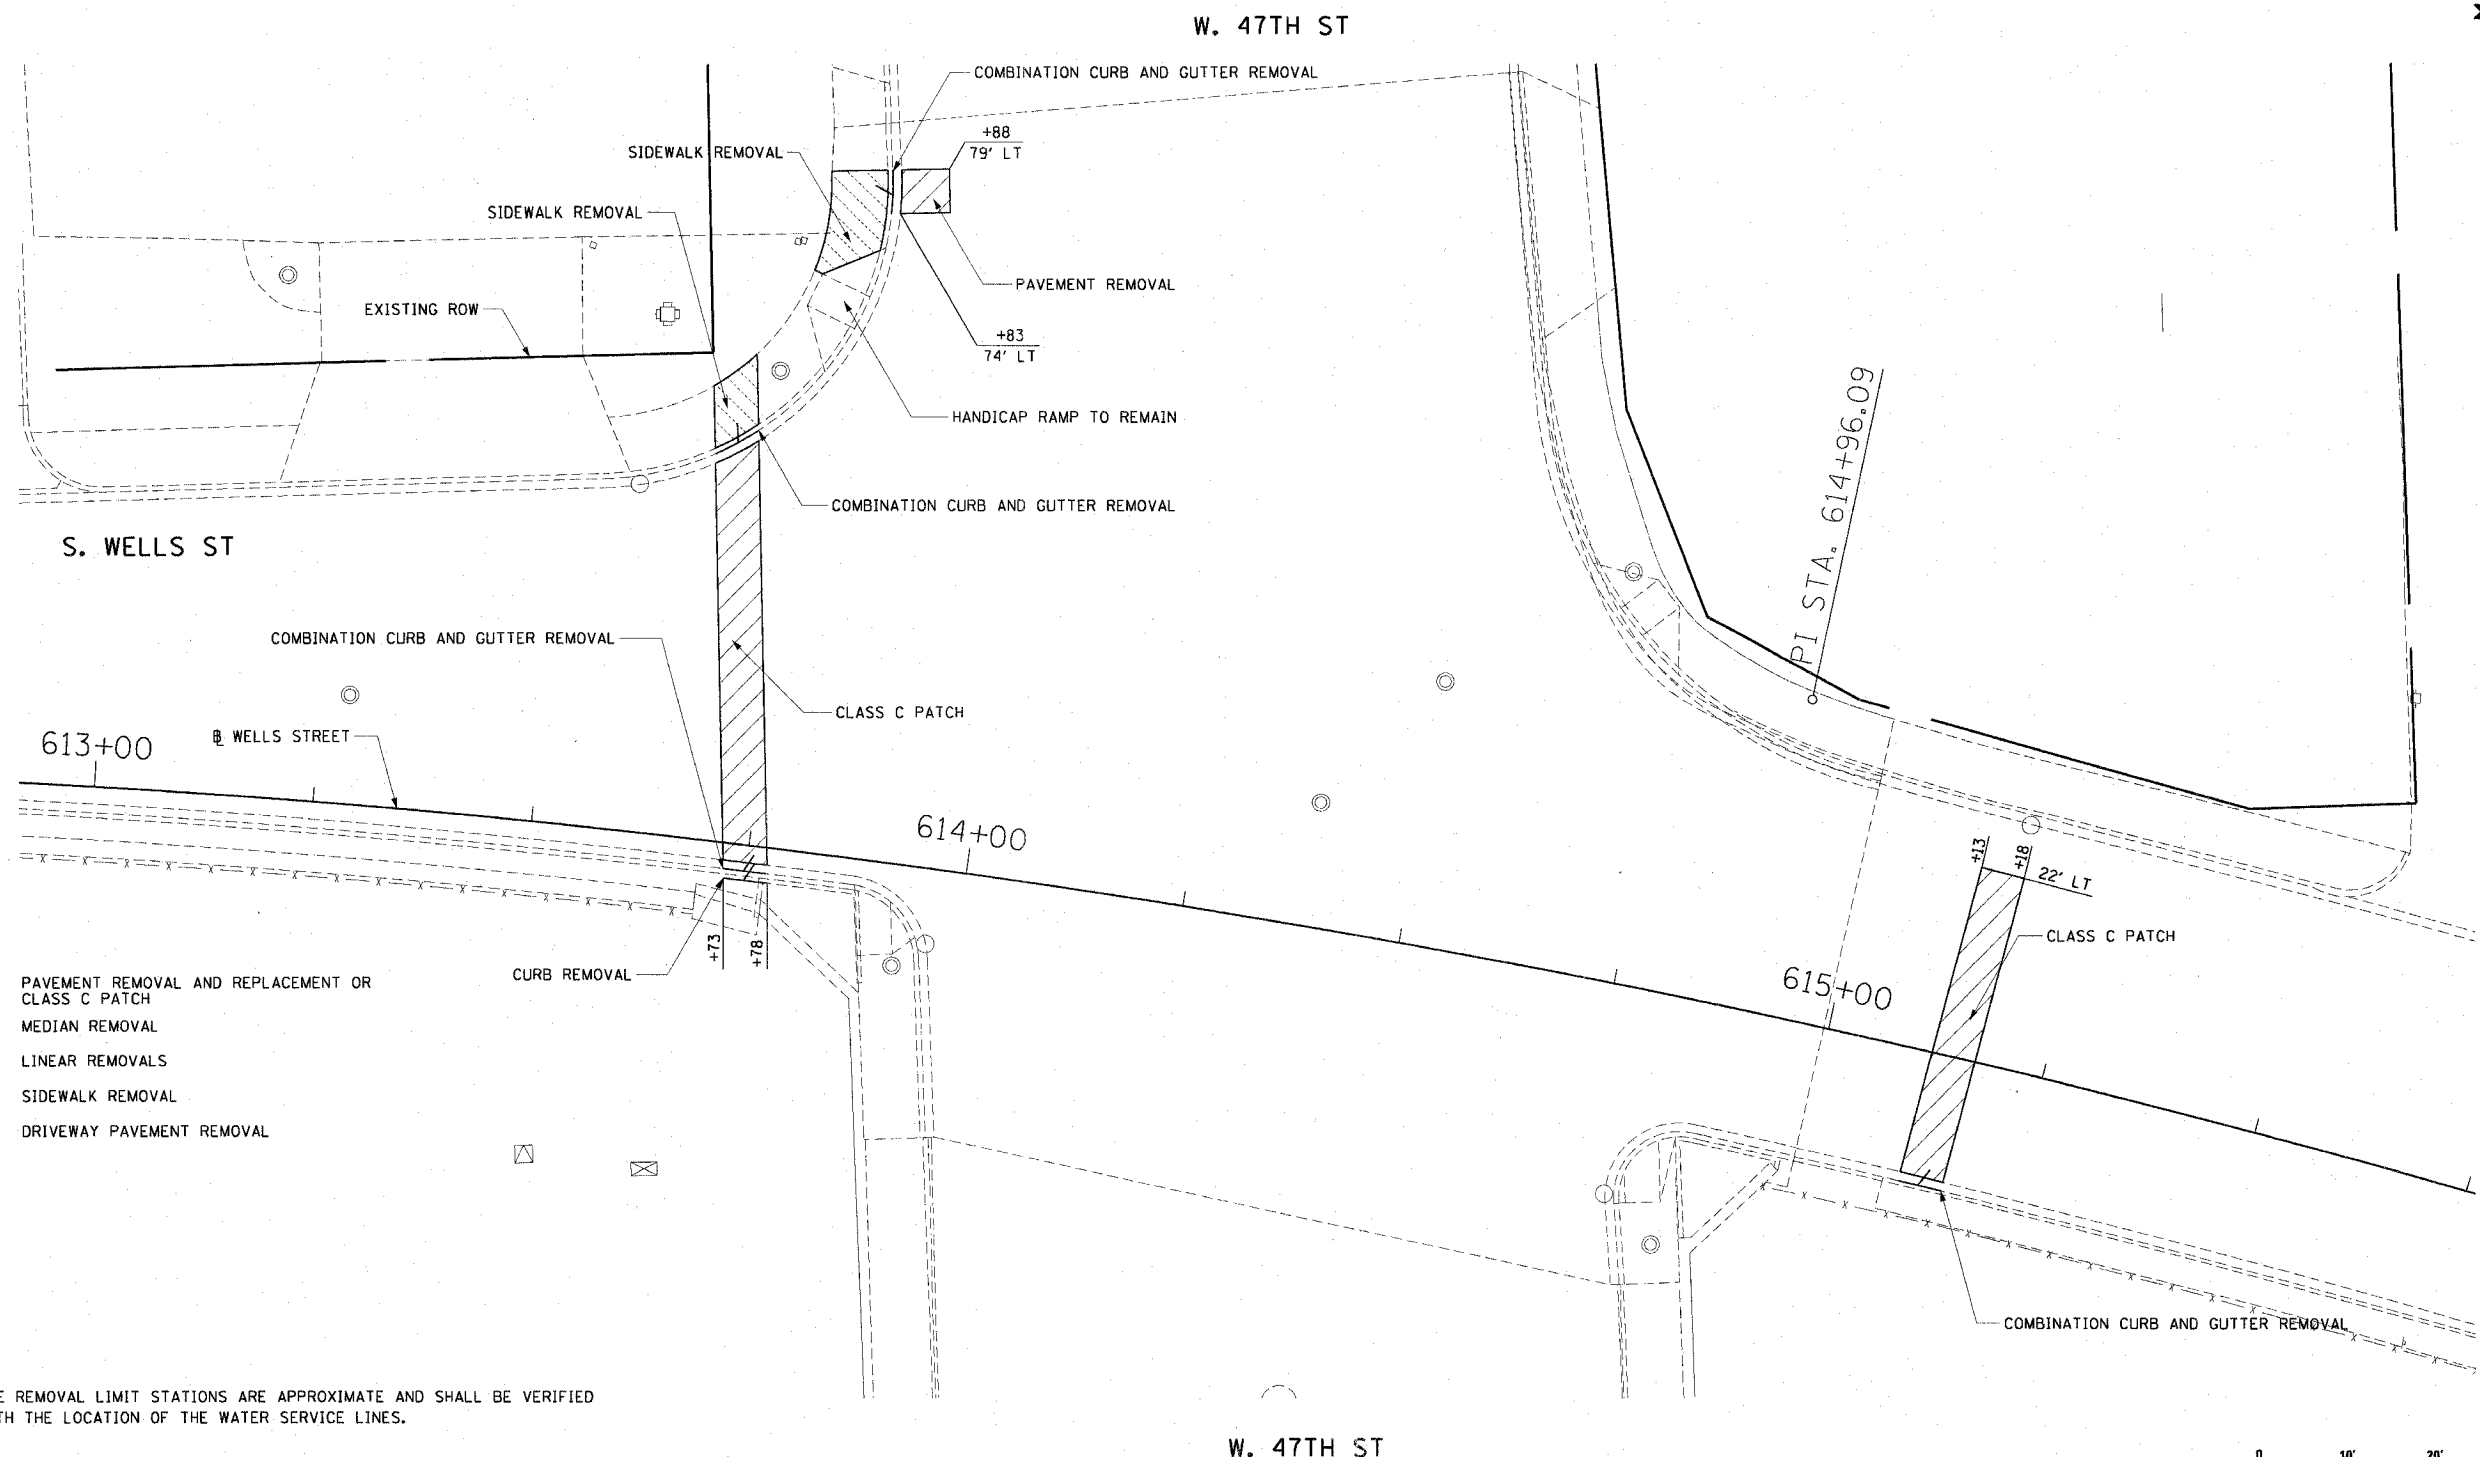 W. 47TH ST
COMBINATION CURB AND GUTTER REMOVAL
+88
79' LT
SIDEWALK REMOVAL
SIDEWALK REMOVAL
PAVEMENT REMOVAL
EXISTING ROW
+83
74' LT
HANDICAP RAMP TO REMAIN
PI STA. 614+96.09
COMBINATION CURB AND GUTTER REMOVAL
S. WELLS ST
COMBINATION CURB AND GUTTER REMOVAL
CLASS C PATCH
613+00
WELLS STREET
614+00
+13
+18
22' LT
CLASS C PATCH
+73
+78
CURB REMOVAL
615+00
PAVEMENT REMOVAL AND REPLACEMENT OR
CLASS C PATCH
MEDIAN REMOVAL
LINEAR REMOVALS
SIDEWALK REMOVAL
DRIVEWAY PAVEMENT REMOVAL
COMBINATION CURB AND GUTTER REMOVAL
REMOVAL LIMIT STATIONS ARE APPROXIMATE AND SHALL BE VERIFIED
THE LOCATION OF THE WATER SERVICE LINES.
W. 47TH ST
0 10' 20'